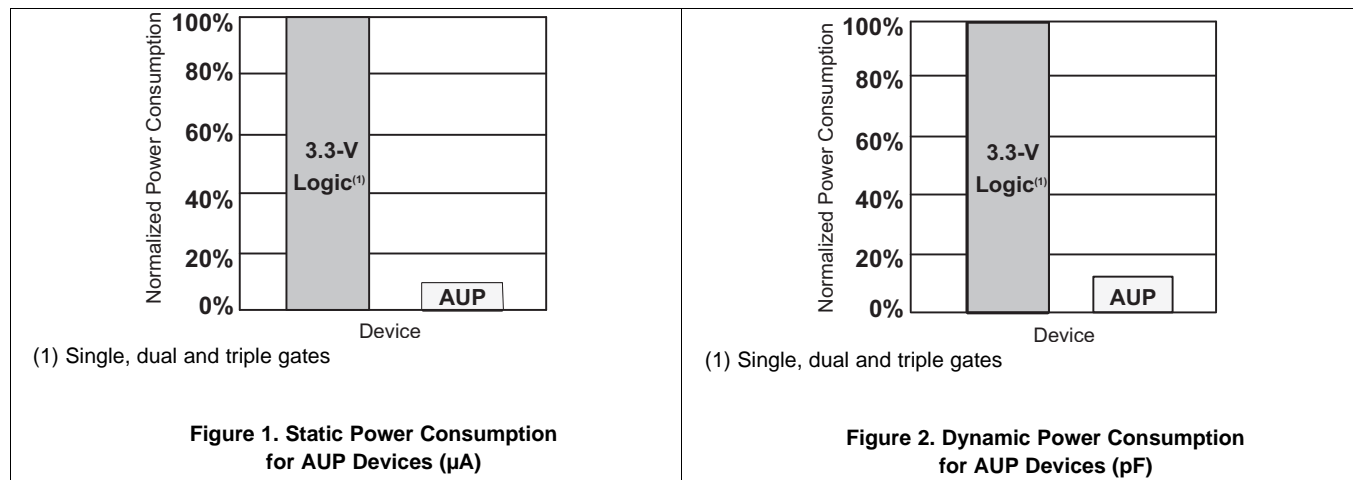 Normalized Power Consumption
100%
80%
60%
40%
20%
0%
3.3-V
Logic(1)
AUP
Device
(1) Single, dual and triple gates
Figure 1. Static Power Consumption
for AUP Devices (µA)
Normalized Power Consumption
100%
80%
60%
40%
20%
0%
3.3-V
Logic(1)
AUP
Device
(1) Single, dual and triple gates
Figure 2. Dynamic Power Consumption
for AUP Devices (pF)